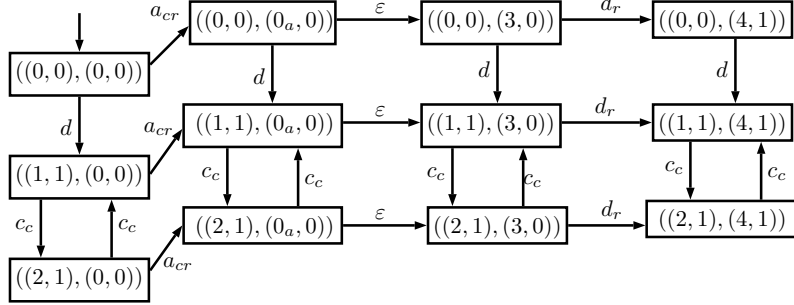 a_{cr} ((0, 0), (0_a, 0)) ε ((0, 0), (3, 0)) a_r ((0, 0), (4, 1))
((0, 0), (0, 0))
d d d
d a_{cr} ((1, 1), (0_a, 0)) ε ((1, 1), (3, 0)) d_r ((1, 1), (4, 1))
((1, 1), (0, 0)) c_c c_c c_c c_c c_c c_c
c_c c_c a_{cr} ((2, 1), (0_a, 0)) ε ((2, 1), (3, 0)) d_r ((2, 1), (4, 1))
((2, 1), (0, 0))